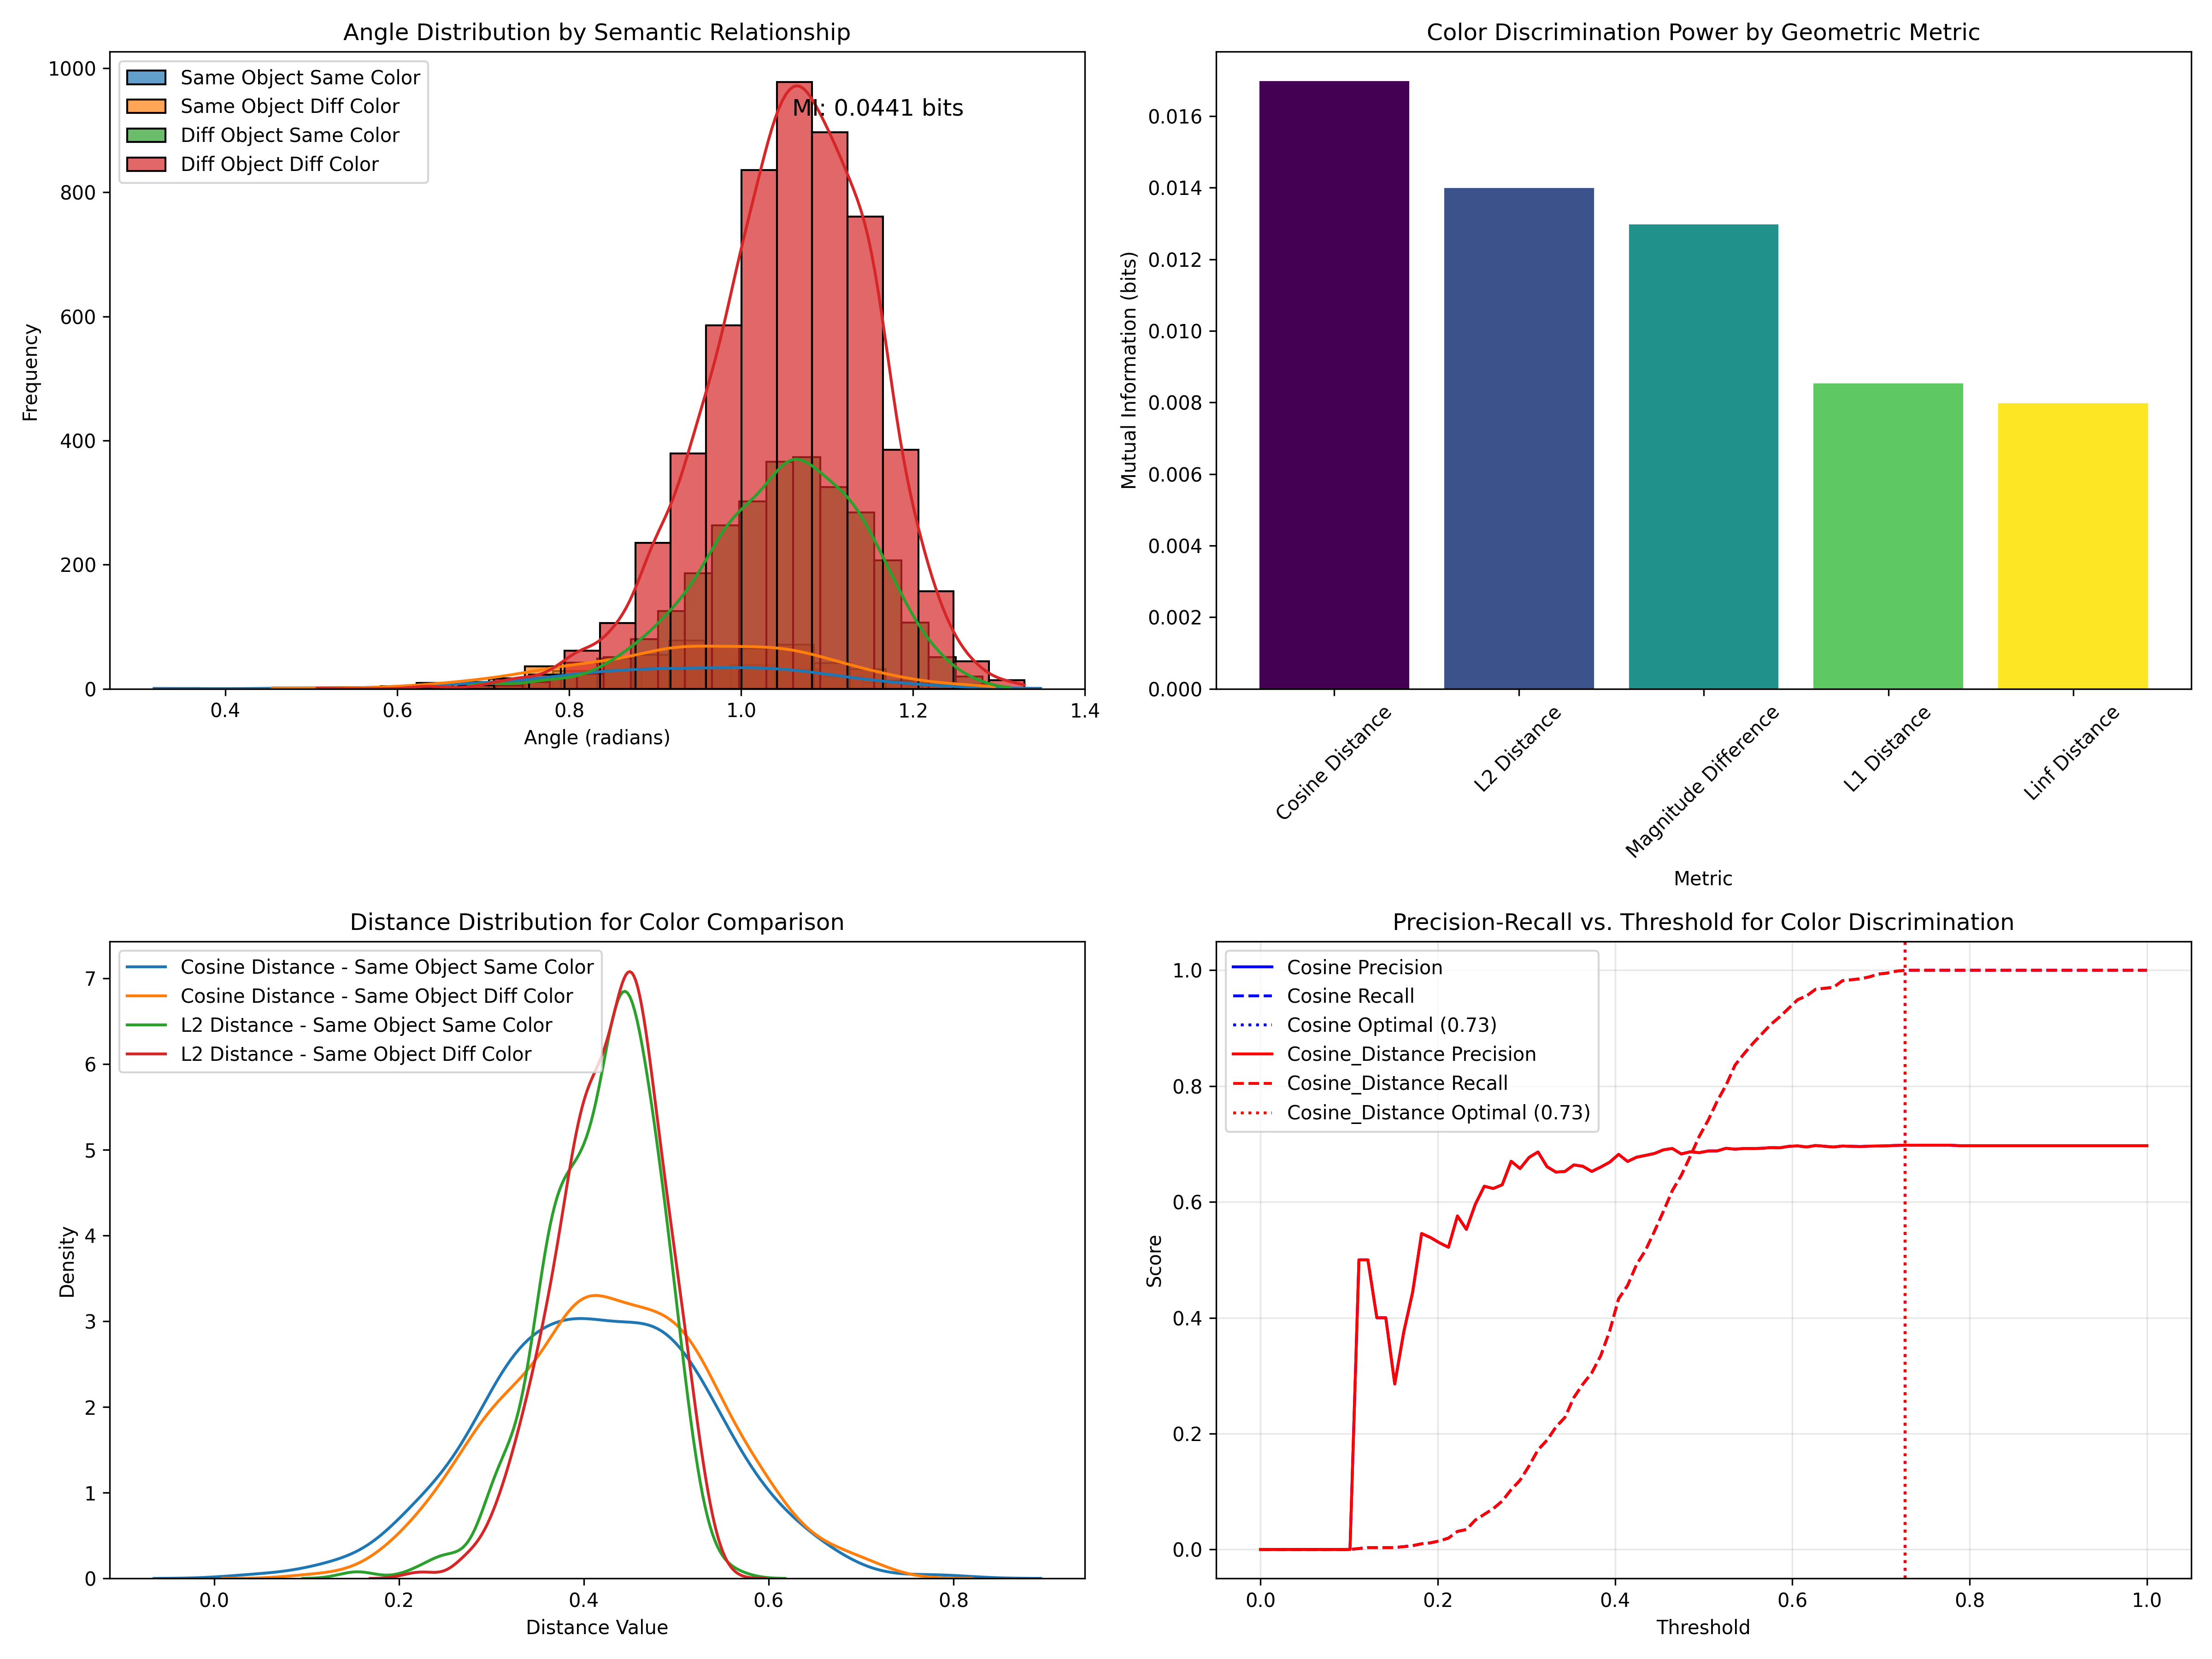 Angle Distribution by Semantic Relationship
Same Object Same Color
Same Object Diff Color
Diff Object Same Color
Diff Object Diff Color
MI: 0.0441 bits
1000
800
600
400
200
0
Frequency
0.4 0.6 0.8 1.0 1.2 1.4
Angle (radians)
Color Discrimination Power by Geometric Metric
0.016
0.014
0.012
0.010
0.008
0.006
0.004
0.002
0.000
Mutual Information (bits)
Cosine Distance
L2 Distance
Magnitude Difference
L1 Distance
Linf Distance
Metric
Distance Distribution for Color Comparison
Cosine Distance - Same Object Same Color
Cosine Distance - Same Object Diff Color
L2 Distance - Same Object Same Color
L2 Distance - Same Object Diff Color
7
6
5
4
3
2
1
0
Density
0.0 0.2 0.4 0.6 0.8
Distance Value
Precision-Recall vs. Threshold for Color Discrimination
Cosine Precision
Cosine Recall
Cosine Optimal (0.73)
Cosine_Distance Precision
Cosine_Distance Recall
Cosine_Distance Optimal (0.73)
1.0
0.8
0.6
0.4
0.2
0.0
Score
0.0 0.2 0.4 0.6 0.8 1.0
Threshold